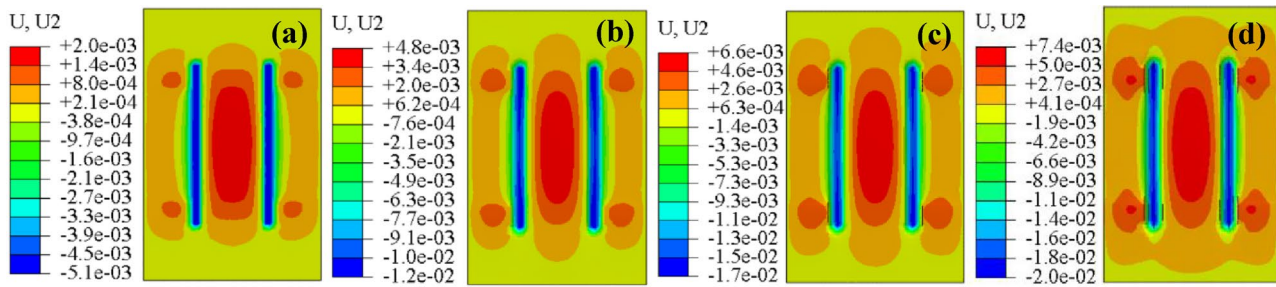 U, U2
+2.0e-03
+1.4e-03
+8.0e-04
+2.1e-04
-3.8e-04
-9.7e-04
-1.6e-03
-2.1e-03
-2.7e-03
-3.3e-03
-3.9e-03
-4.5e-03
-5.1e-03
(a)
U, U2
+4.8e-03
+3.4e-03
+2.0e-03
+6.2e-04
-7.6e-04
-2.1e-03
-3.5e-03
-4.9e-03
-6.3e-03
-7.7e-03
-9.1e-03
-1.0e-02
-1.2e-02
(b)
U, U2
+6.6e-03
+4.6e-03
+2.6e-03
+6.3e-04
-1.4e-03
-3.3e-03
-5.3e-03
-7.3e-03
-9.3e-03
-1.1e-02
-1.3e-02
-1.5e-02
-1.7e-02
(c)
U, U2
+7.4e-03
+5.0e-03
+2.7e-03
+4.1e-04
-1.9e-03
-4.2e-03
-6.6e-03
-8.9e-03
-1.1e-02
-1.4e-02
-1.6e-02
-1.8e-02
-2.0e-02
(d)